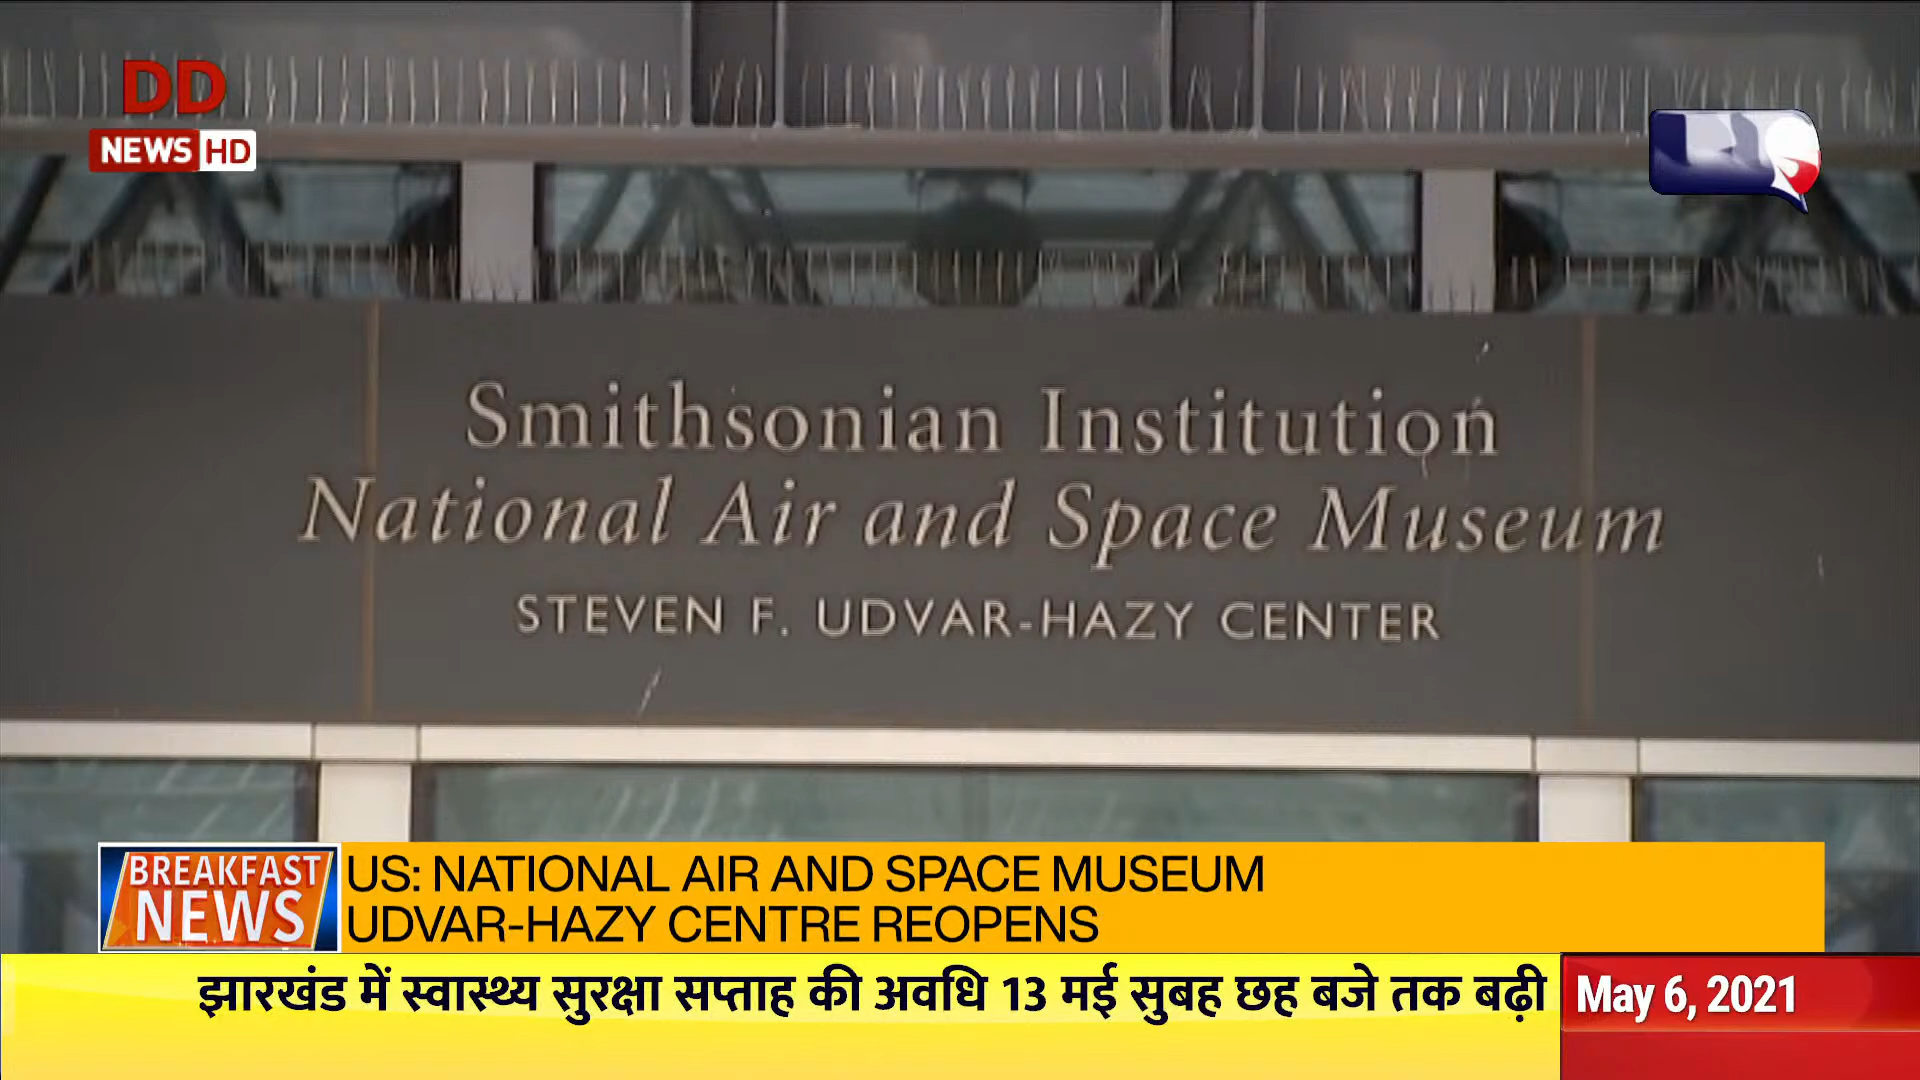 DD
NEWS HD
Smithsonian Institution
National Air and Space Museum
STEVEN F. UDVAR-HAZY CENTER
BREAKFAST
NEWS
US: NATIONAL AIR AND SPACE MUSEUM
UDVAR-HAZY CENTRE REOPENS
झारखंड में स्वास्थ्य सुरक्षा सप्ताह की अवधि 13 मई सुबह छह बजे तक बढ़ी
May 6, 2021